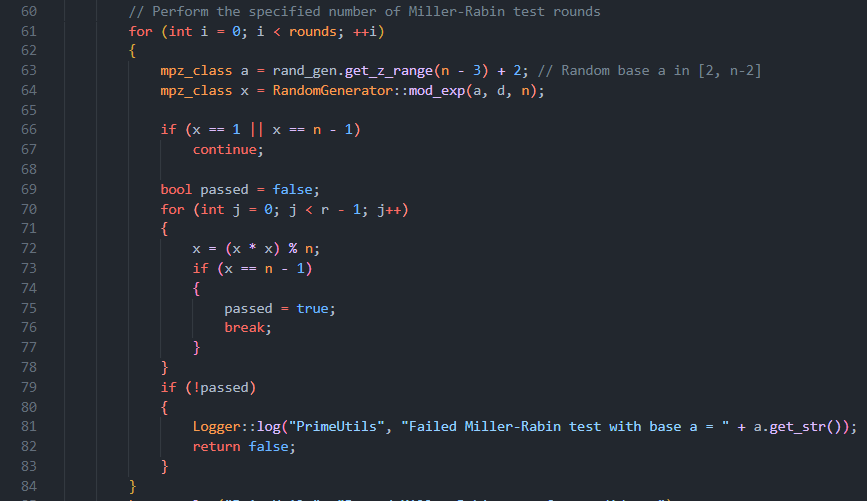 60 // Perform the specified number of Miller-Rabin test rounds
61 for (int i = 0; i < rounds; ++i)
62 {
63 mpz_class a = rand_gen.get_z_range(n - 3) + 2; // Random base a in [2, n-2]
64 mpz_class x = RandomGenerator::mod_exp(a, d, n);
65
66 if (x == 1 || x == n - 1)
67 continue;
68
69 bool passed = false;
70 for (int j = 0; j < r - 1; j++)
71 {
72 x = (x * x) % n;
73 if (x == n - 1)
74 {
75 passed = true;
76 break;
77 }
78 }
79 if (!passed)
80 {
81 Logger::log("PrimeUtils", "Failed Miller-Rabin test with base a = " + a.get_str());
82 return false;
83 }
84 }